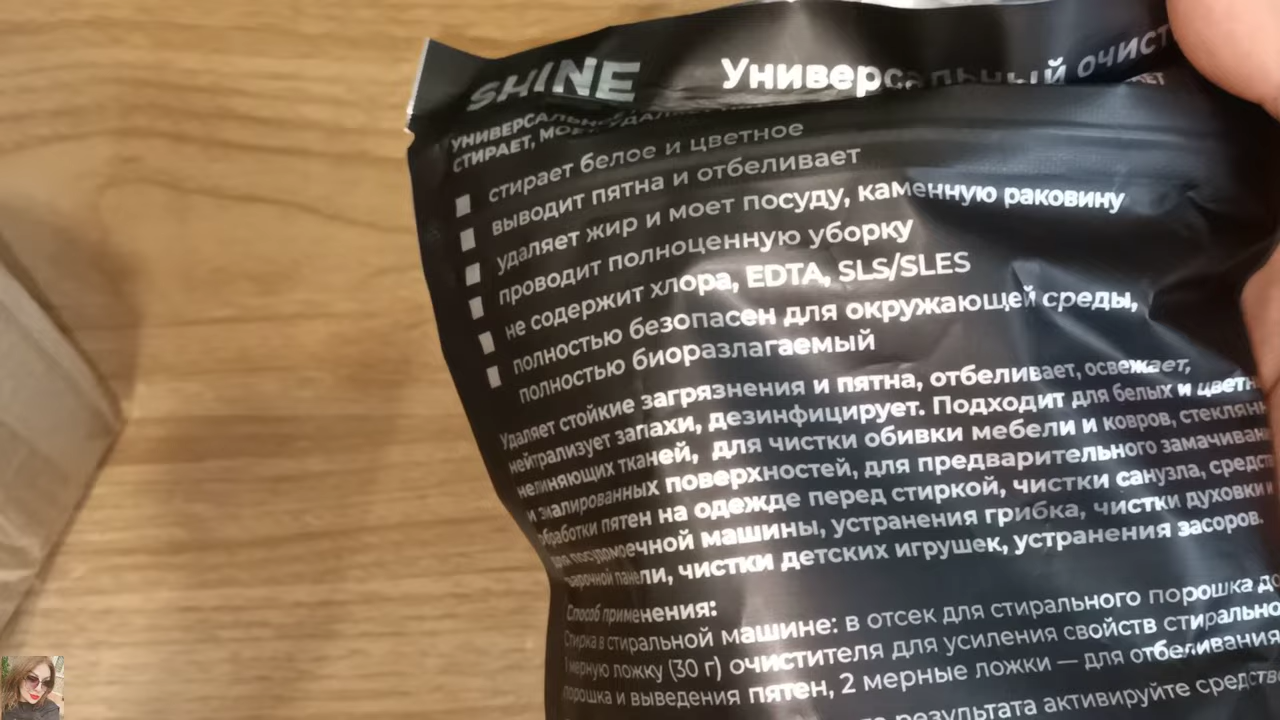 SHINE
Универсальный очист
УНИВЕРСАЛЬНО
СТИРАЕТ,
стирает белое и цветное
выводит пятна и отбеливает
удаляет жир и моет посуду, каменную раковину
проводит полноценную уборку
не содержит хлора, EDTA, SLS/SLES
полностью безопасен для окружающей среды,
полностью биоразлагаемый
Удаляет стойкие загрязнения и пятна, отбеливает, освежает,
нейтрализует запахи, дезинфицирует. Подходит для белых и цветн
нелиняющих тканей, для чистки обивки мебели и ковров, стеклянн
и эмалированных поверхностей, для предварительного замачиван
обработки пятен на одежде перед стиркой, чистки санузла, средст
для посудомоечной машины, устранения грибка, чистки духовки и
варочной панели, чистки детских игрушек, устранения засоров.
Способ применения:
Стирка в стиральной машине: в отсек для стирального порошка до
1 мерную ложку (30 г) очистителя для усиления свойств стирально
порошка и выведения пятен, 2 мерные ложки — для отбеливания
результата активируйте средств